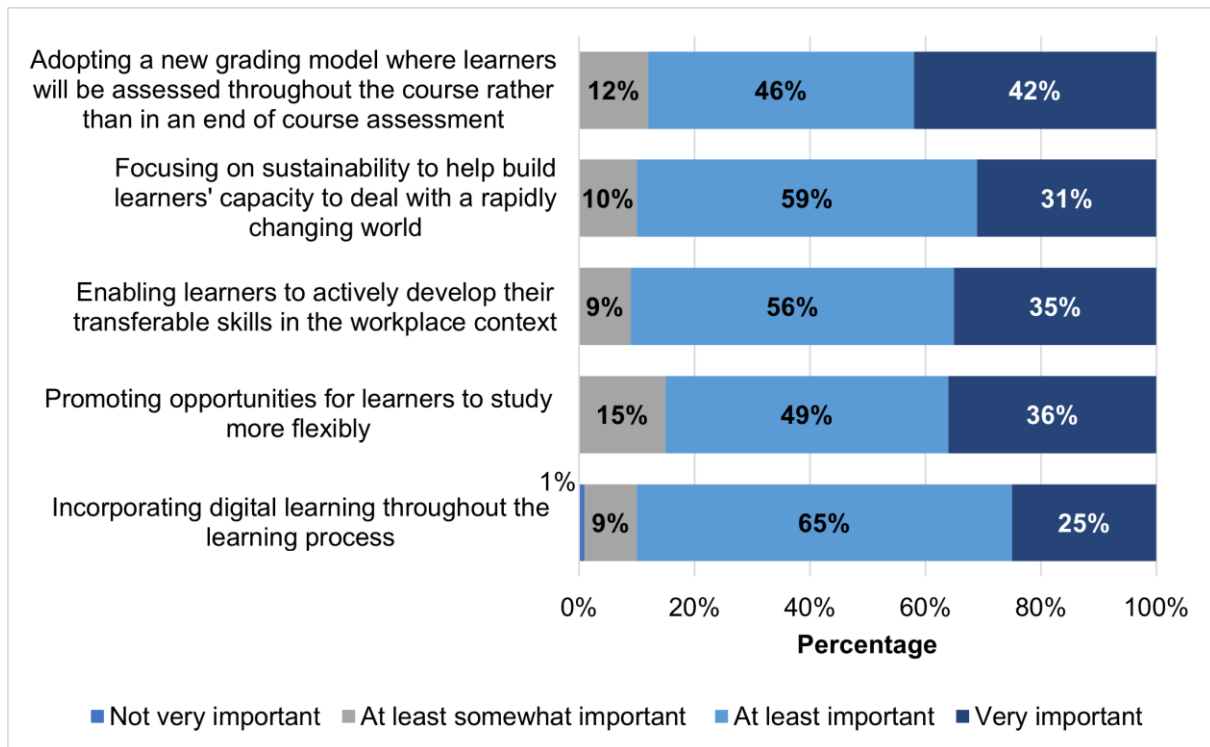 Adopting a new grading model where learners
will be assessed throughout the course rather
than in an end of course assessment
12% 46% 42%
Focusing on sustainability to help build
learners' capacity to deal with a rapidly
changing world
10% 59% 31%
Enabling learners to actively develop their
transferable skills in the workplace context
9% 56% 35%
Promoting opportunities for learners to study
more flexibly
15% 49% 36%
Incorporating digital learning throughout the
learning process
1% 9% 65% 25%
0% 20% 40% 60% 80% 100%
Percentage
Not very important At least somewhat important At least important Very important